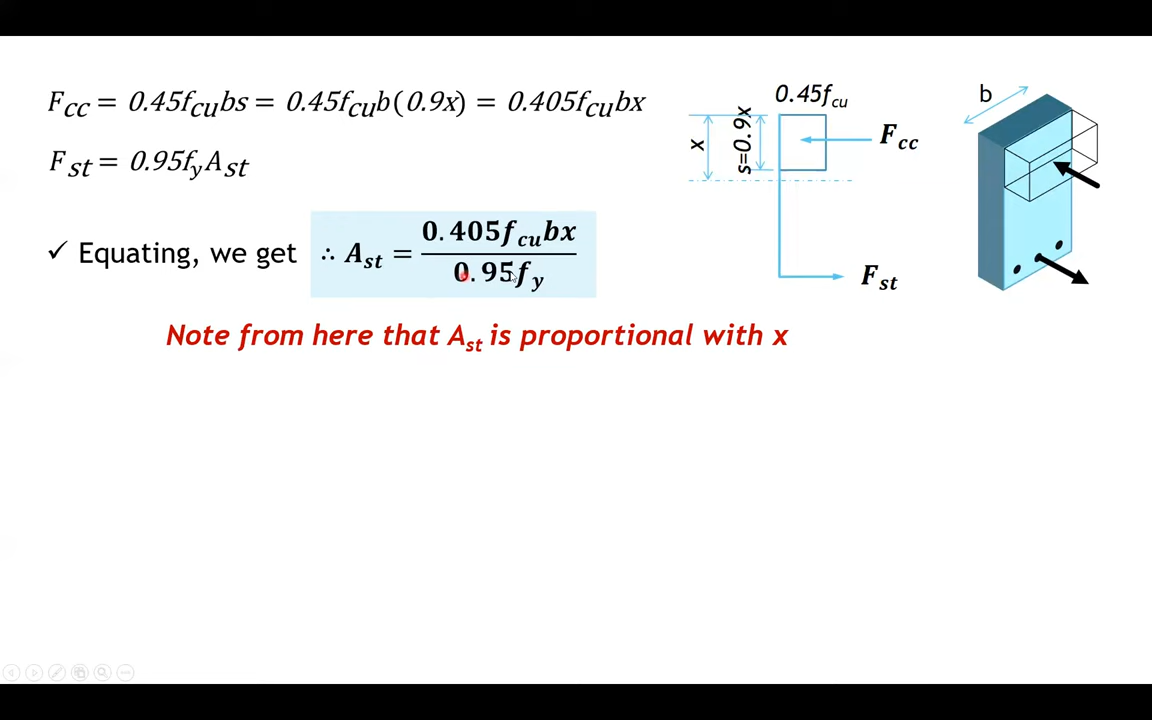 F_cc = 0.45f_cu bs = 0.45f_cu b(0.9x) = 0.405f_cu bx
F_st = 0.95f_y A_st
✓ Equating, we get ∴ A_st = 0.405f_cu bx / 0.95f_y
Note from here that A_st is proportional with x
0.45f_cu
x
s=0.9x
F_cc
F_st
b